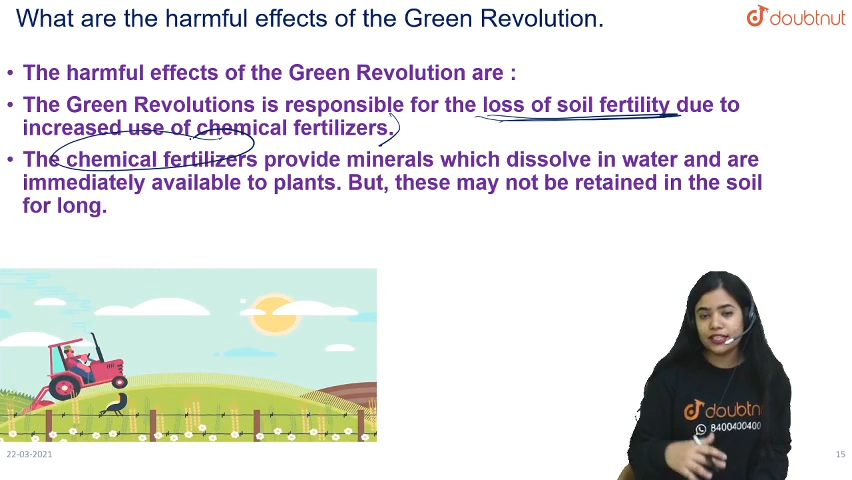 What are the harmful effects of the Green Revolution.
doubtnut
• The harmful effects of the Green Revolution are :
• The Green Revolutions is responsible for the loss of soil fertility due to
increased use of chemical fertilizers.
• The chemical fertilizers provide minerals which dissolve in water and are
immediately available to plants. But, these may not be retained in the soil
for long.
doubtnut
8400400400
22-03-2021
15